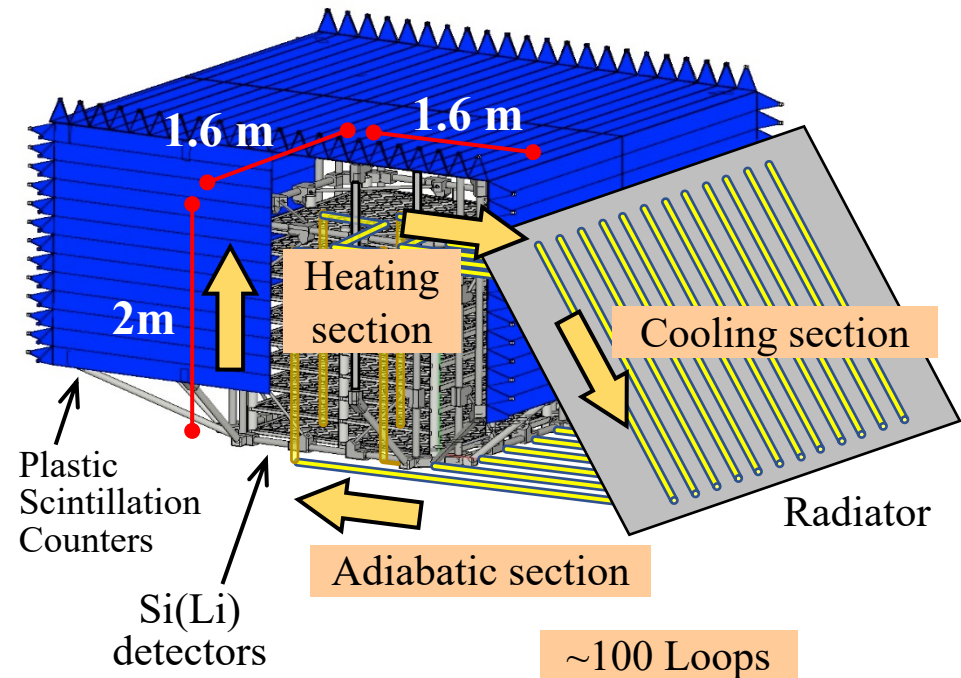 1.6 m
1.6 m
2m
Heating
section
Cooling section
Plastic
Scintillation
Counters
Radiator
Adiabatic section
Si(Li)
detectors
~100 Loops